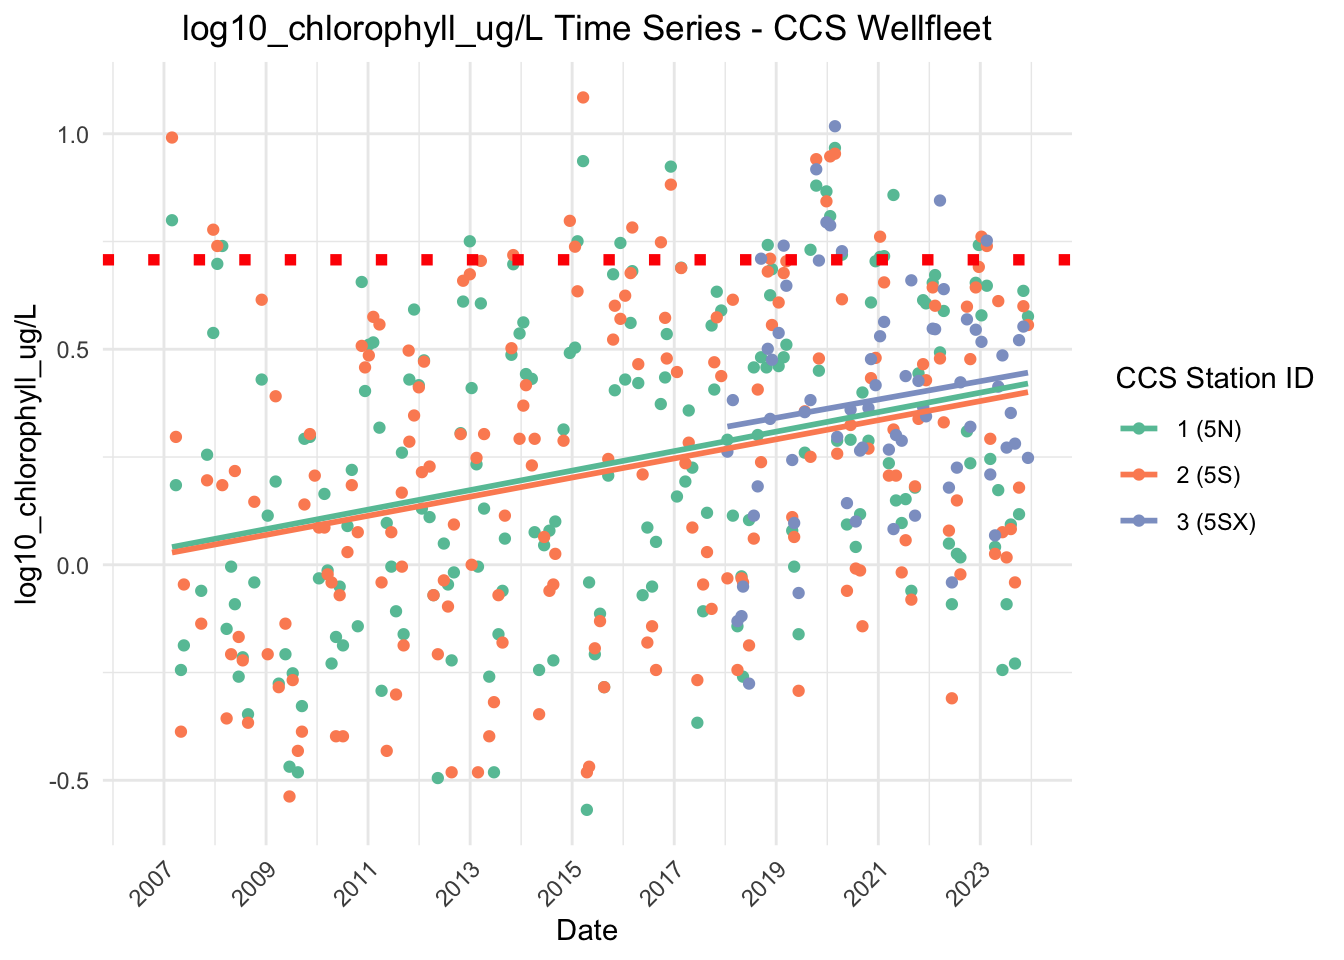 log10_chlorophyll_ug/L Time Series - CCS Wellfleet
log10_chlorophyll_ug/L
1.0
0.5
0.0
-0.5
2007
2009
2011
2013
2015
2017
2019
2021
2023
Date
CCS Station ID
1 (5N)
2 (5S)
3 (5SX)